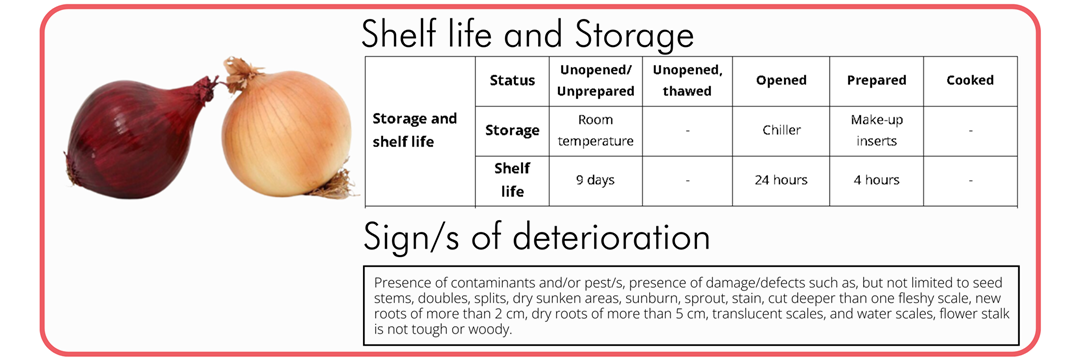 Shelf life and Storage
Storage and shelf life
Status
Unopened/ Unprepared
Unopened, thawed
Opened
Prepared
Cooked
Storage
Room temperature
-
Chiller
Make-up inserts
-
Shelf life
9 days
-
24 hours
4 hours
-
Sign/s of deterioration
Presence of contaminants and/or pest/s, presence of damage/defects such as, but not limited to seed
stems, doubles, splits, dry sunken areas, sunburn, sprout, stain, cut deeper than one fleshy scale, new
roots of more than 2 cm, dry roots of more than 5 cm, translucent scales, and water scales, flower stalk
is not tough or woody.